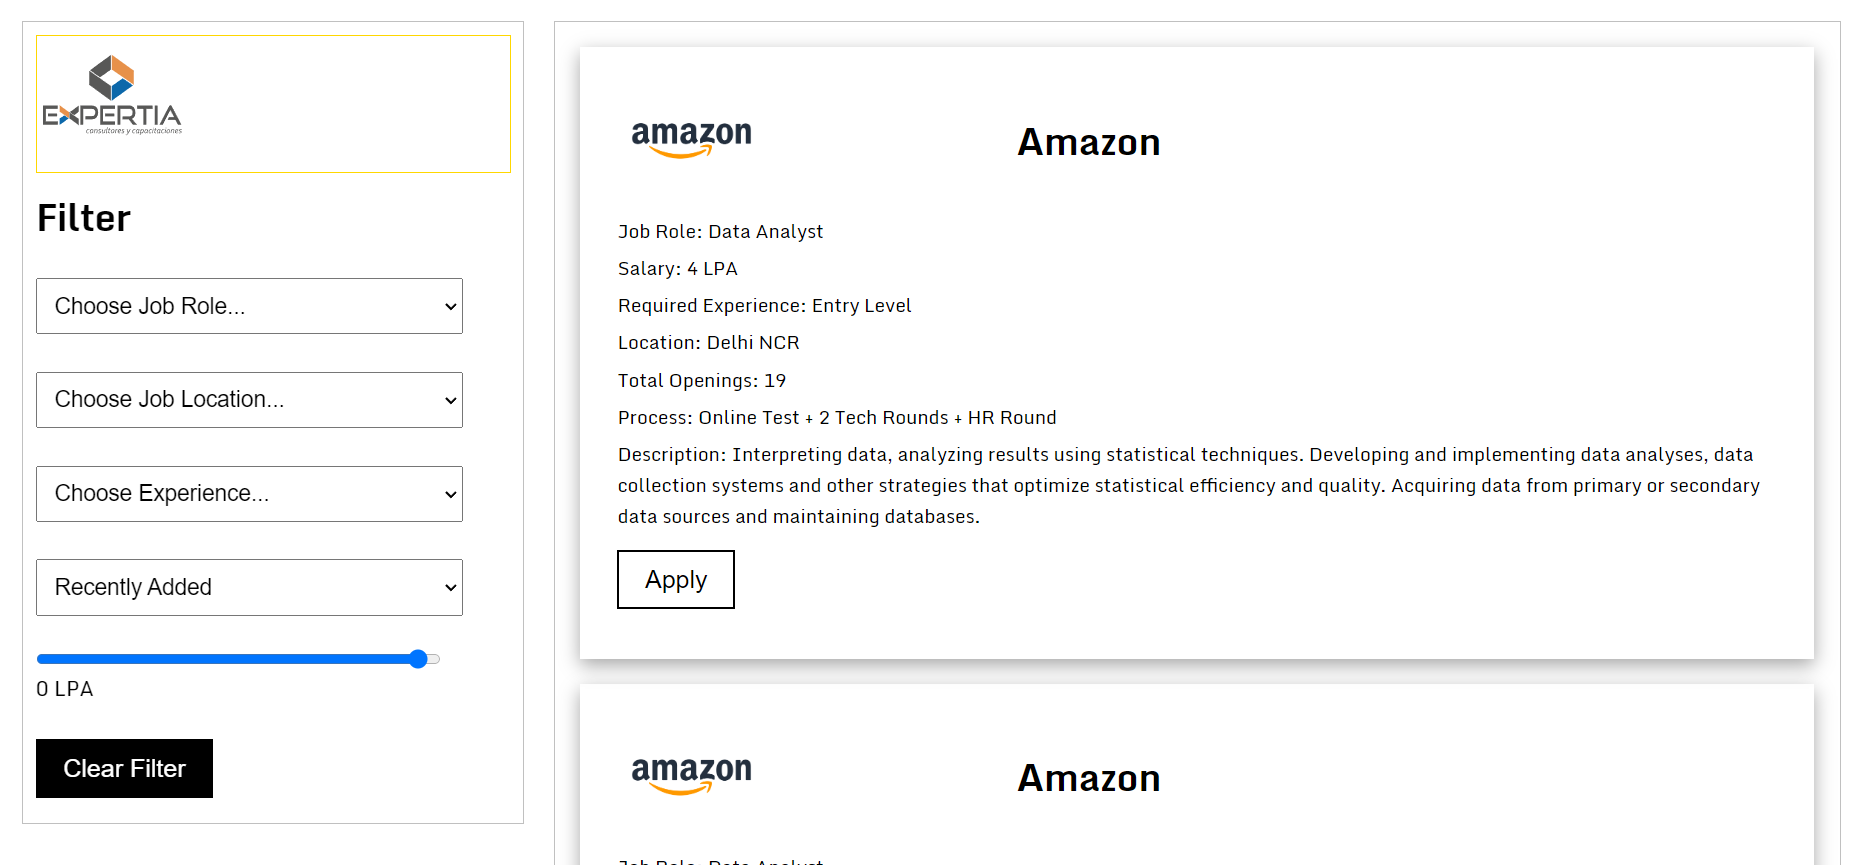 EXPERTIA
consultores y capacitaciones
Filter
Choose Job Role...
Choose Job Location...
Choose Experience...
Recently Added
0 LPA
Clear Filter
amazon
Amazon
Job Role: Data Analyst
Salary: 4 LPA
Required Experience: Entry Level
Location: Delhi NCR
Total Openings: 19
Process: Online Test + 2 Tech Rounds + HR Round
Description: Interpreting data, analyzing results using statistical techniques. Developing and implementing data analyses, data
collection systems and other strategies that optimize statistical efficiency and quality. Acquiring data from primary or secondary
data sources and maintaining databases.
Apply
amazon
Amazon
Job Role: Data Analyst